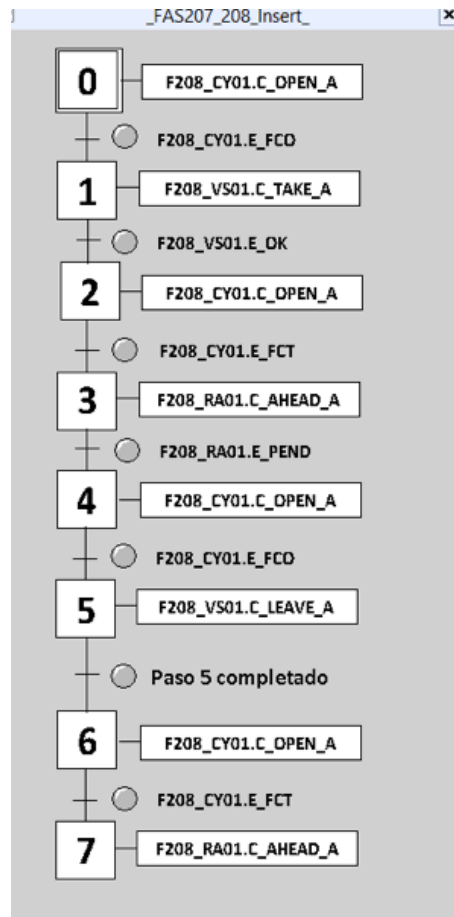 _FAS207_208_Insert_
0 F208_CY01.C_OPEN_A
F208_CY01.E_FCO
1 F208_VS01.C_TAKE_A
F208_VS01.E_OK
2 F208_CY01.C_OPEN_A
F208_CY01.E_FCT
3 F208_RA01.C_AHEAD_A
F208_RA01.E_PEND
4 F208_CY01.C_OPEN_A
F208_CY01.E_FCO
5 F208_VS01.C_LEAVE_A
Paso 5 completado
6 F208_CY01.C_OPEN_A
F208_CY01.E_FCT
7 F208_RA01.C_AHEAD_A